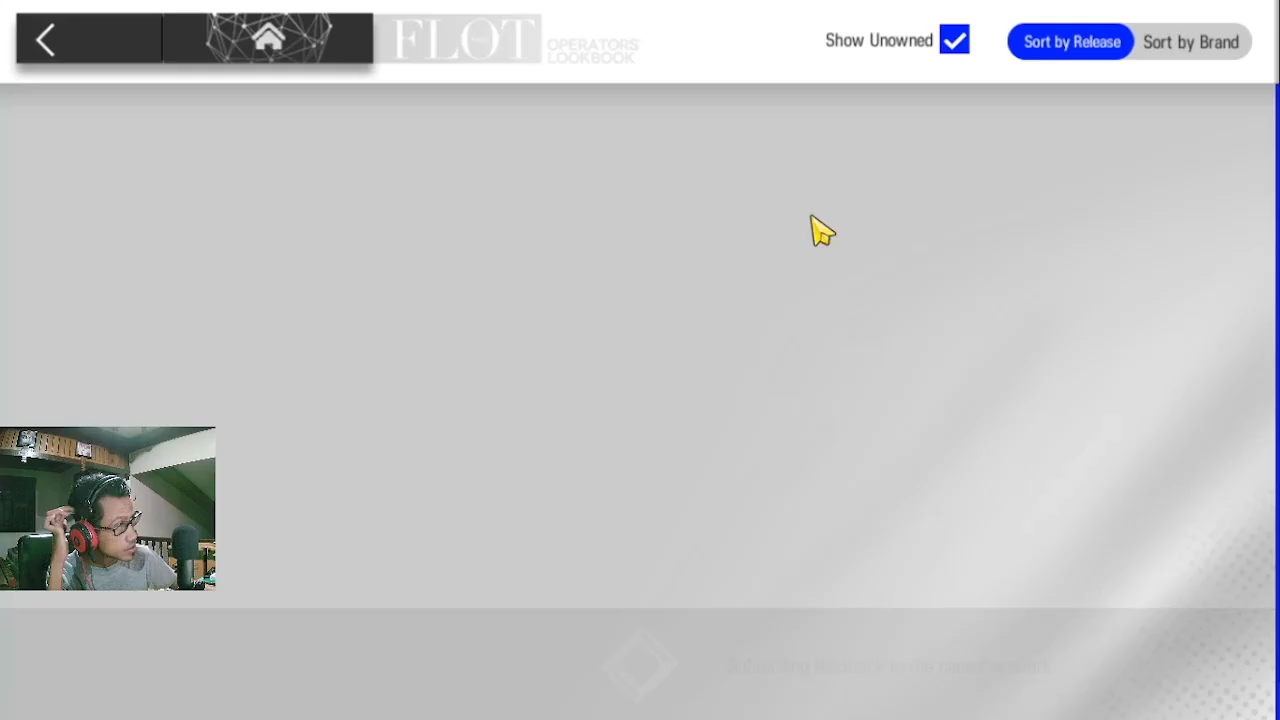 FLOT
OPERATORS'
LOOKBOOK
Show Unowned
Sort by Release
Sort by Brand